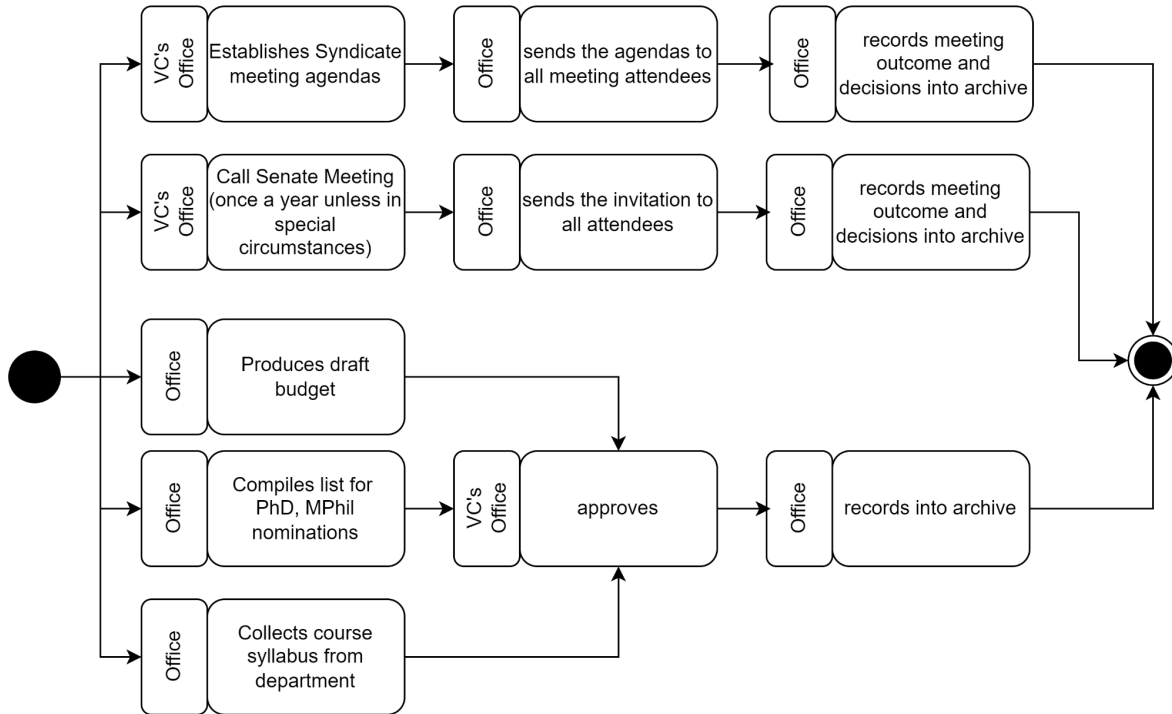 VC's
Office
Establishes Syndicate
meeting agendas
Office
sends the agendas to
all meeting attendees
Office
records meeting
outcome and
decisions into archive
VC's
Office
Call Senate Meeting
(once a year unless in
special
circumstances)
Office
sends the invitation to
all attendees
Office
records meeting
outcome and
decisions into archive
Office
Produces draft
budget
Office
Compiles list for
PhD, MPhil
nominations
VC's
Office
approves
Office
records into archive
Office
Collects course
syllabus from
department